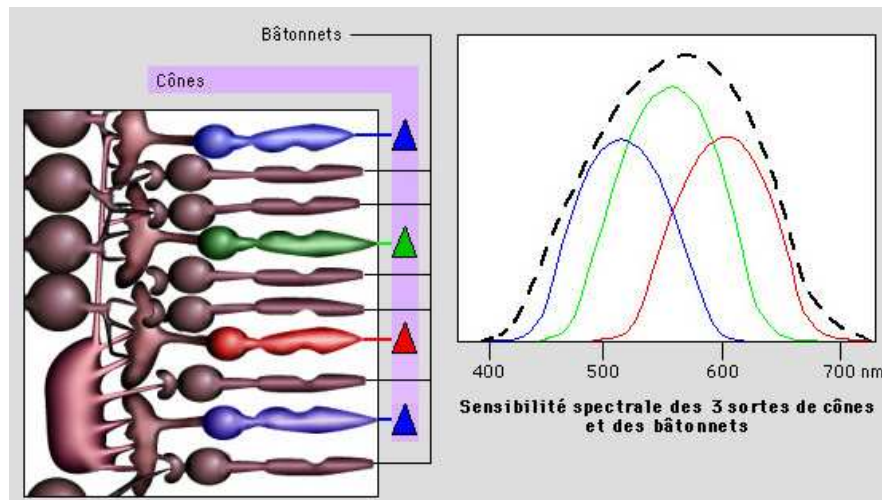 Bâtonnets
Cônes
400 500 600 700 nm
Sensibilité spectrale des 3 sortes de cônes
et des bâtonnets